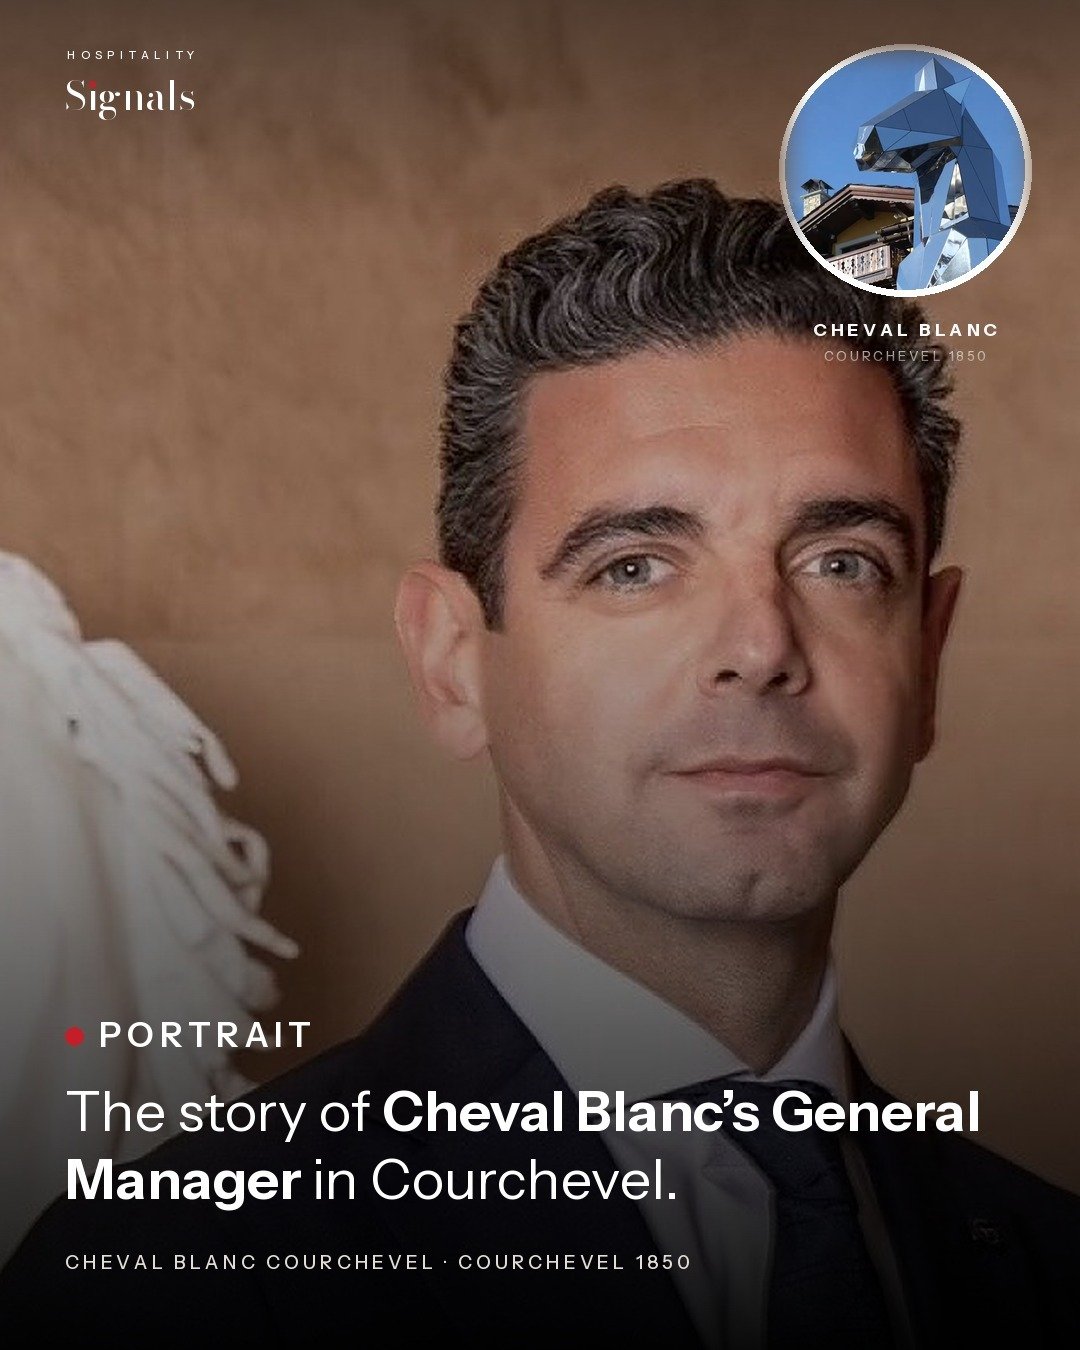 HOSPITALITY
Signals
CHEVAL BLANC
COURCHEVEL 1850
PORTRAIT
The story of Cheval Blanc’s General
Manager in Courchevel.
CHEVAL BLANC COURCHEVEL · COURCHEVEL 1850